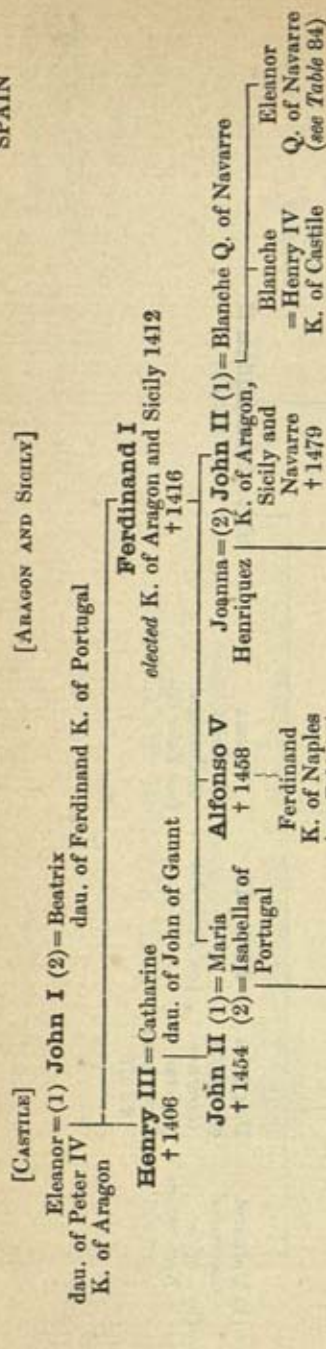 SPAIN
[CASTILE]
[ARAGON AND SICILY]
Eleanor=(1) John I (2)=Beatrix
dau. of Peter IV
K. of Aragon
dau. of Ferdinand K. of Portugal
Henry III=Catharine
†1406
dau. of John of Gaunt
Ferdinand I
elected K. of Aragon and Sicily 1412
†1416
John II (1)=Maria
†1454 (2)=Isabella of
Portugal
Alfonso V
†1458
Ferdinand
K. of Naples
Joanna=(2) John II (1)=Blanche Q. of Navarre
Henriquez
K. of Aragon,
Sicily and
Navarre
†1479
Blanche
=Henry IV
K. of Castile
Eleanor
Q. of Navarre
(see Table 84)